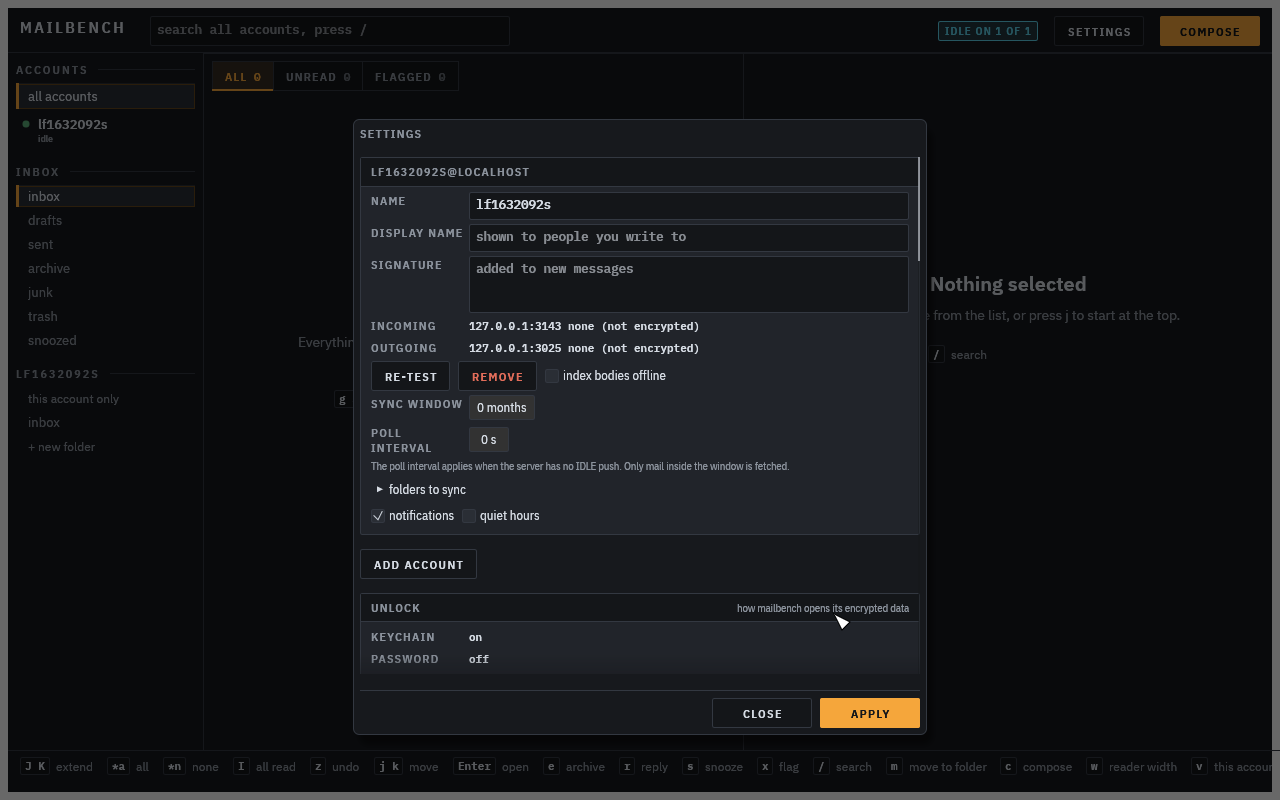 MAILBENCH
search all accounts, press /
IDLE ON 1 OF 1
SETTINGS
COMPOSE
ACCOUNTS
all accounts
lf1632092s
idle
INBOX
inbox
drafts
sent
archive
junk
trash
snoozed
LF1632092S
this account only
inbox
+ new folder
ALL 0
UNREAD 0
FLAGGED 0
Everythin
g
SETTINGS
LF1632092S@LOCALHOST
NAME
lf1632092s
DISPLAY NAME
shown to people you write to
SIGNATURE
added to new messages
INCOMING
127.0.0.1:3143 none (not encrypted)
OUTGOING
127.0.0.1:3025 none (not encrypted)
RE-TEST
REMOVE
index bodies offline
SYNC WINDOW
0 months
POLL
INTERVAL
0 s
The poll interval applies when the server has no IDLE push. Only mail inside the window is fetched.
folders to sync
notifications
quiet hours
ADD ACCOUNT
UNLOCK
how mailbench opens its encrypted data
KEYCHAIN
on
PASSWORD
off
CLOSE
APPLY
Nothing selected
e from the list, or press j to start at the top.
/ search
J K extend
*a all
*n none
I all read
z undo
j k move
Enter open
e archive
r reply
s snooze
x flag
/ search
m move to folder
c compose
w reader width
v this accour